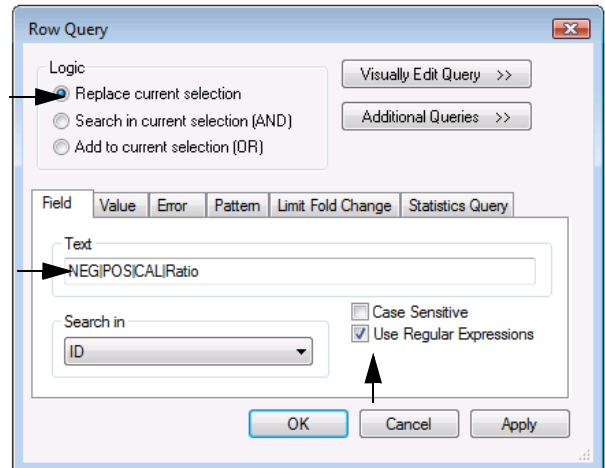 Row Query
Logic
Replace current selection
Search in current selection (AND)
Add to current selection (OR)
Visually Edit Query >>
Additional Queries >>
Field Value Error Pattern Limit Fold Change Statistics Query
Text
NEG|POS|CAL|Ratio
Case Sensitive
Use Regular Expressions
Search in
ID
OK Cancel Apply